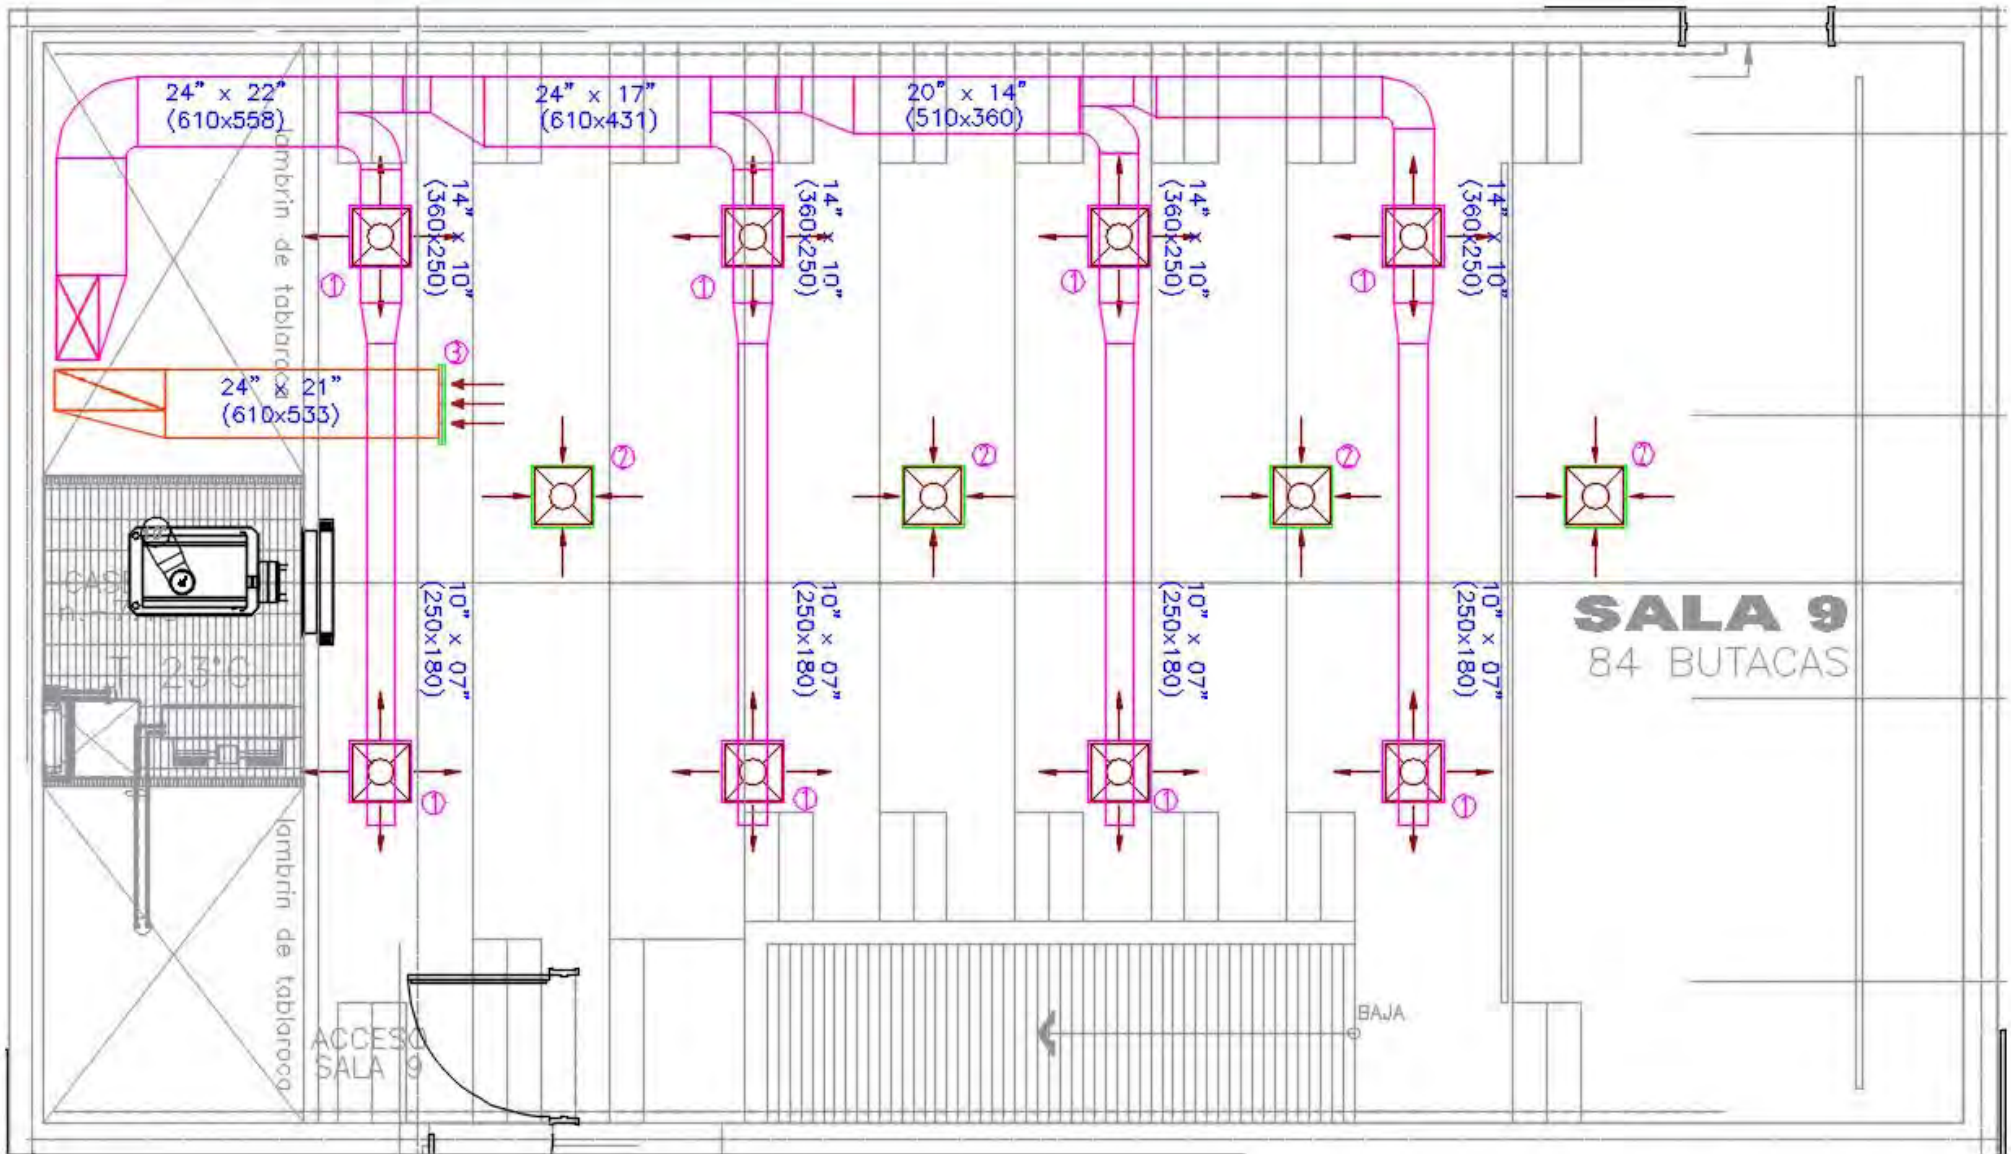 24" x 22"
(610x558)
24" x 17"
(610x431)
20" x 14"
(510x360)
lambrin de tablaroca
14" x 10"
(360x250)
14" x 10"
(360x250)
14" x 10"
(360x250)
14" x 10"
(360x250)
1
1
1
1
3
24" x 21"
(610x533)
2
2
2
2
10" x 07"
(250x180)
10" x 07"
(250x180)
10" x 07"
(250x180)
10" x 07"
(250x180)
SALA 9
84 BUTACAS
T 23°C
1
1
1
1
lambrin de tablaroca
ACCESO
SALA 9
BAJA